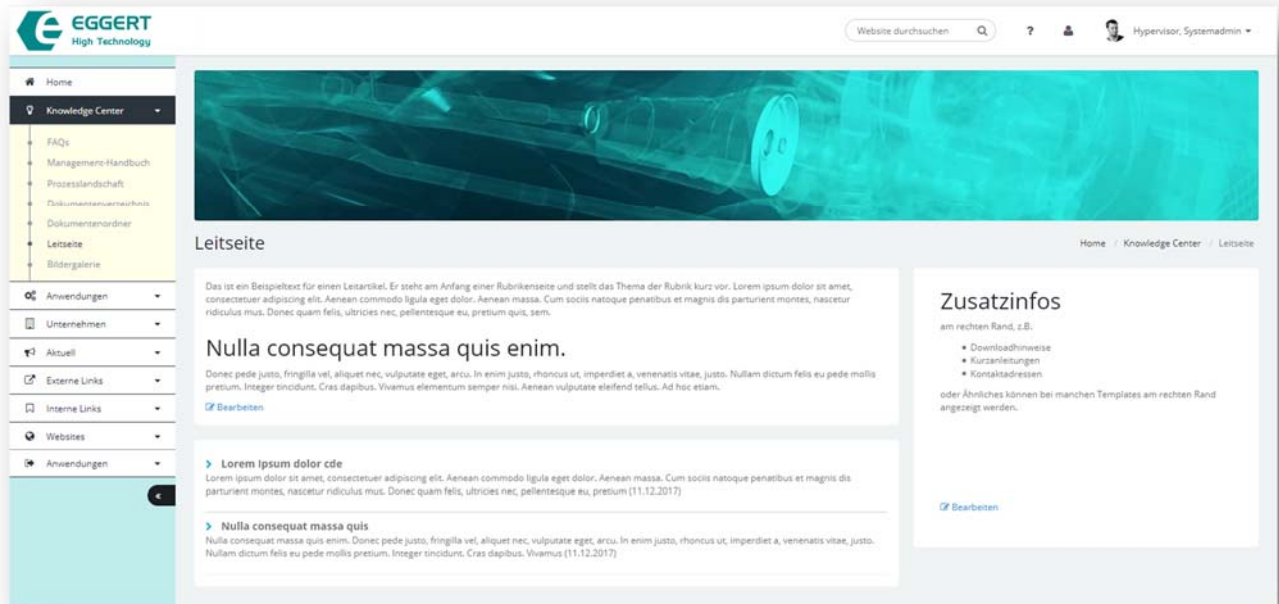 EGGERT
High Technology
Website durchsuchen
?
Hypervisor, Systemadmin
Home
Knowledge Center
FAQs
Management-Handbuch
Prozesslandschaft
Dokumentenverzeichnis
Dokumentenordner
Leitseite
Bildergalerie
Anwendungen
Unternehmen
Aktuell
Externe Links
Interne Links
Websites
Anwendungen
«
Leitseite
Home / Knowledge Center / Leitseite
Das ist ein Beispieltext für einen Leitartikel. Er steht am Anfang einer Rubrikenseite und stellt das Thema der Rubrik kurz vor. Lorem ipsum dolor sit amet,
consectetuer adipiscing elit. Aenean commodo ligula eget dolor. Aenean massa. Cum sociis natoque penatibus et magnis dis parturient montes, nascetur
ridiculus mus. Donec quam felis, ultricies nec, pellentesque eu, pretium quis, sem.
Nulla consequat massa quis enim.
Donec pede justo, fringilla vel, aliquet nec, vulputate eget, arcu. In enim justo, rhoncus ut, imperdiet a, venenatis vitae, justo. Nullam dictum felis eu pede mollis
pretium. Integer tincidunt. Cras dapibus. Vivamus elementum semper nisi. Aenean vulputate eleifend tellus. Ad hoc etiam.
Bearbeiten
Lorem Ipsum dolor cde
Lorem ipsum dolor sit amet, consectetuer adipiscing elit. Aenean commodo ligula eget dolor. Aenean massa. Cum sociis natoque penatibus et magnis dis
parturient montes, nascetur ridiculus mus. Donec quam felis, ultricies nec, pellentesque eu, pretium (11.12.2017)
Nulla consequat massa quis
Nulla consequat massa quis enim. Donec pede justo, fringilla vel, aliquet nec, vulputate eget, arcu. In enim justo, rhoncus ut, imperdiet a, venenatis vitae, justo.
Nullam dictum felis eu pede mollis pretium. Integer tincidunt. Cras dapibus. Vivamus (11.12.2017)
Zusatzinfos
am rechten Rand, z.B.
• Downloadhinweise
• Kurzanleitungen
• Kontaktadressen
oder Ähnliches können bei manchen Templates am rechten Rand
angezeigt werden.
Bearbeiten